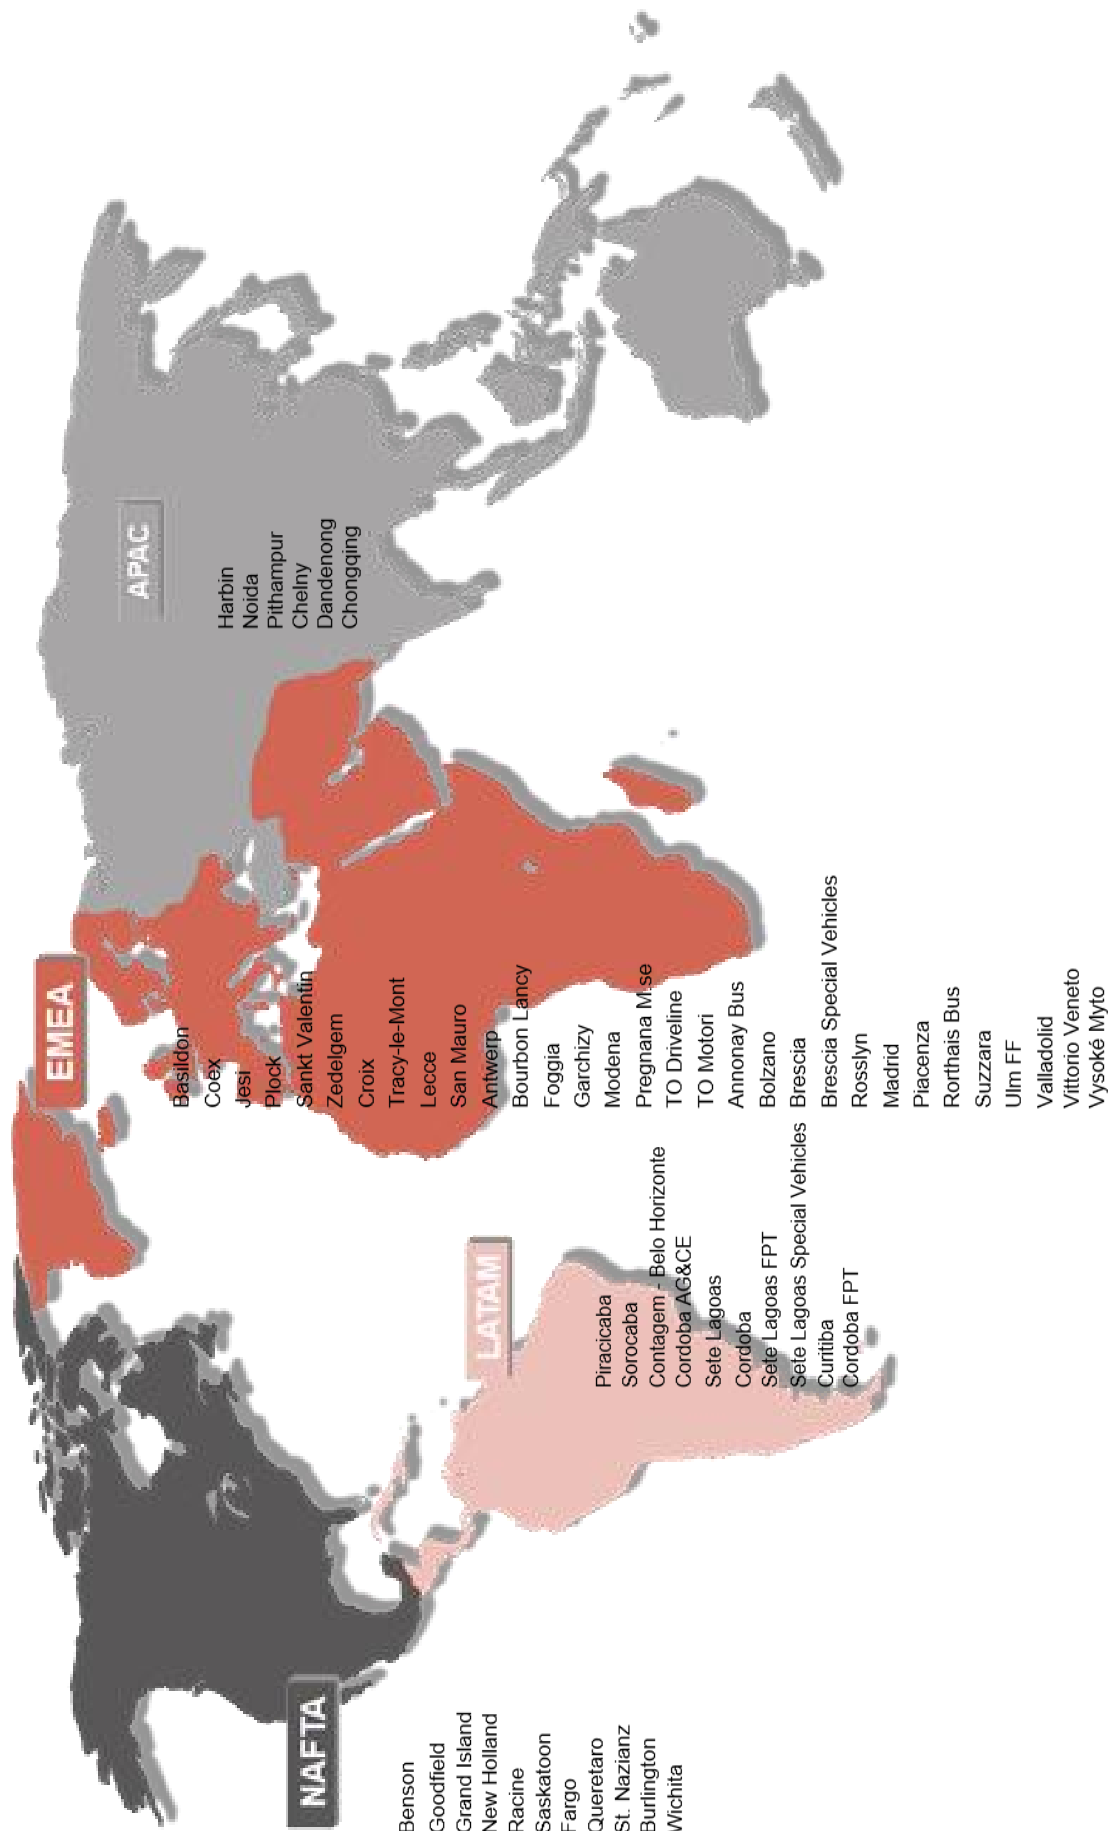 NAFTA
Benson
Goodfield
Grand Island
New Holland
Racine
Saskatoon
Fargo
Queretaro
St. Nazianz
Burlington
Wichita
LATAM
Piracicaba
Sorocaba
Contagem - Belo Horizonte
Cordoba AG&CE
Sete Lagoas
Cordoba
Sete Lagoas FPT
Sete Lagoas Special Vehicles
Curitiba
Cordoba FPT
EMEA
Basildon
Coex
Jesi
Plock
Sankt Valentin
Zedelgem
Croix
Tracy-le-Mont
Lecce
San Mauro
Antwerp
Bourbon Lancy
Foggia
Garchizy
Modena
Pregnana M.se
TO Driveline
TO Motori
Annonay Bus
Bolzano
Brescia
Brescia Special Vehicles
Rosslyn
Madrid
Piacenza
Rorthais Bus
Suzzara
Ulm FF
Valladolid
Vittorio Veneto
Vysoké Myto
APAC
Harbin
Noida
Pithampur
Chelny
Dandenong
Chongqing